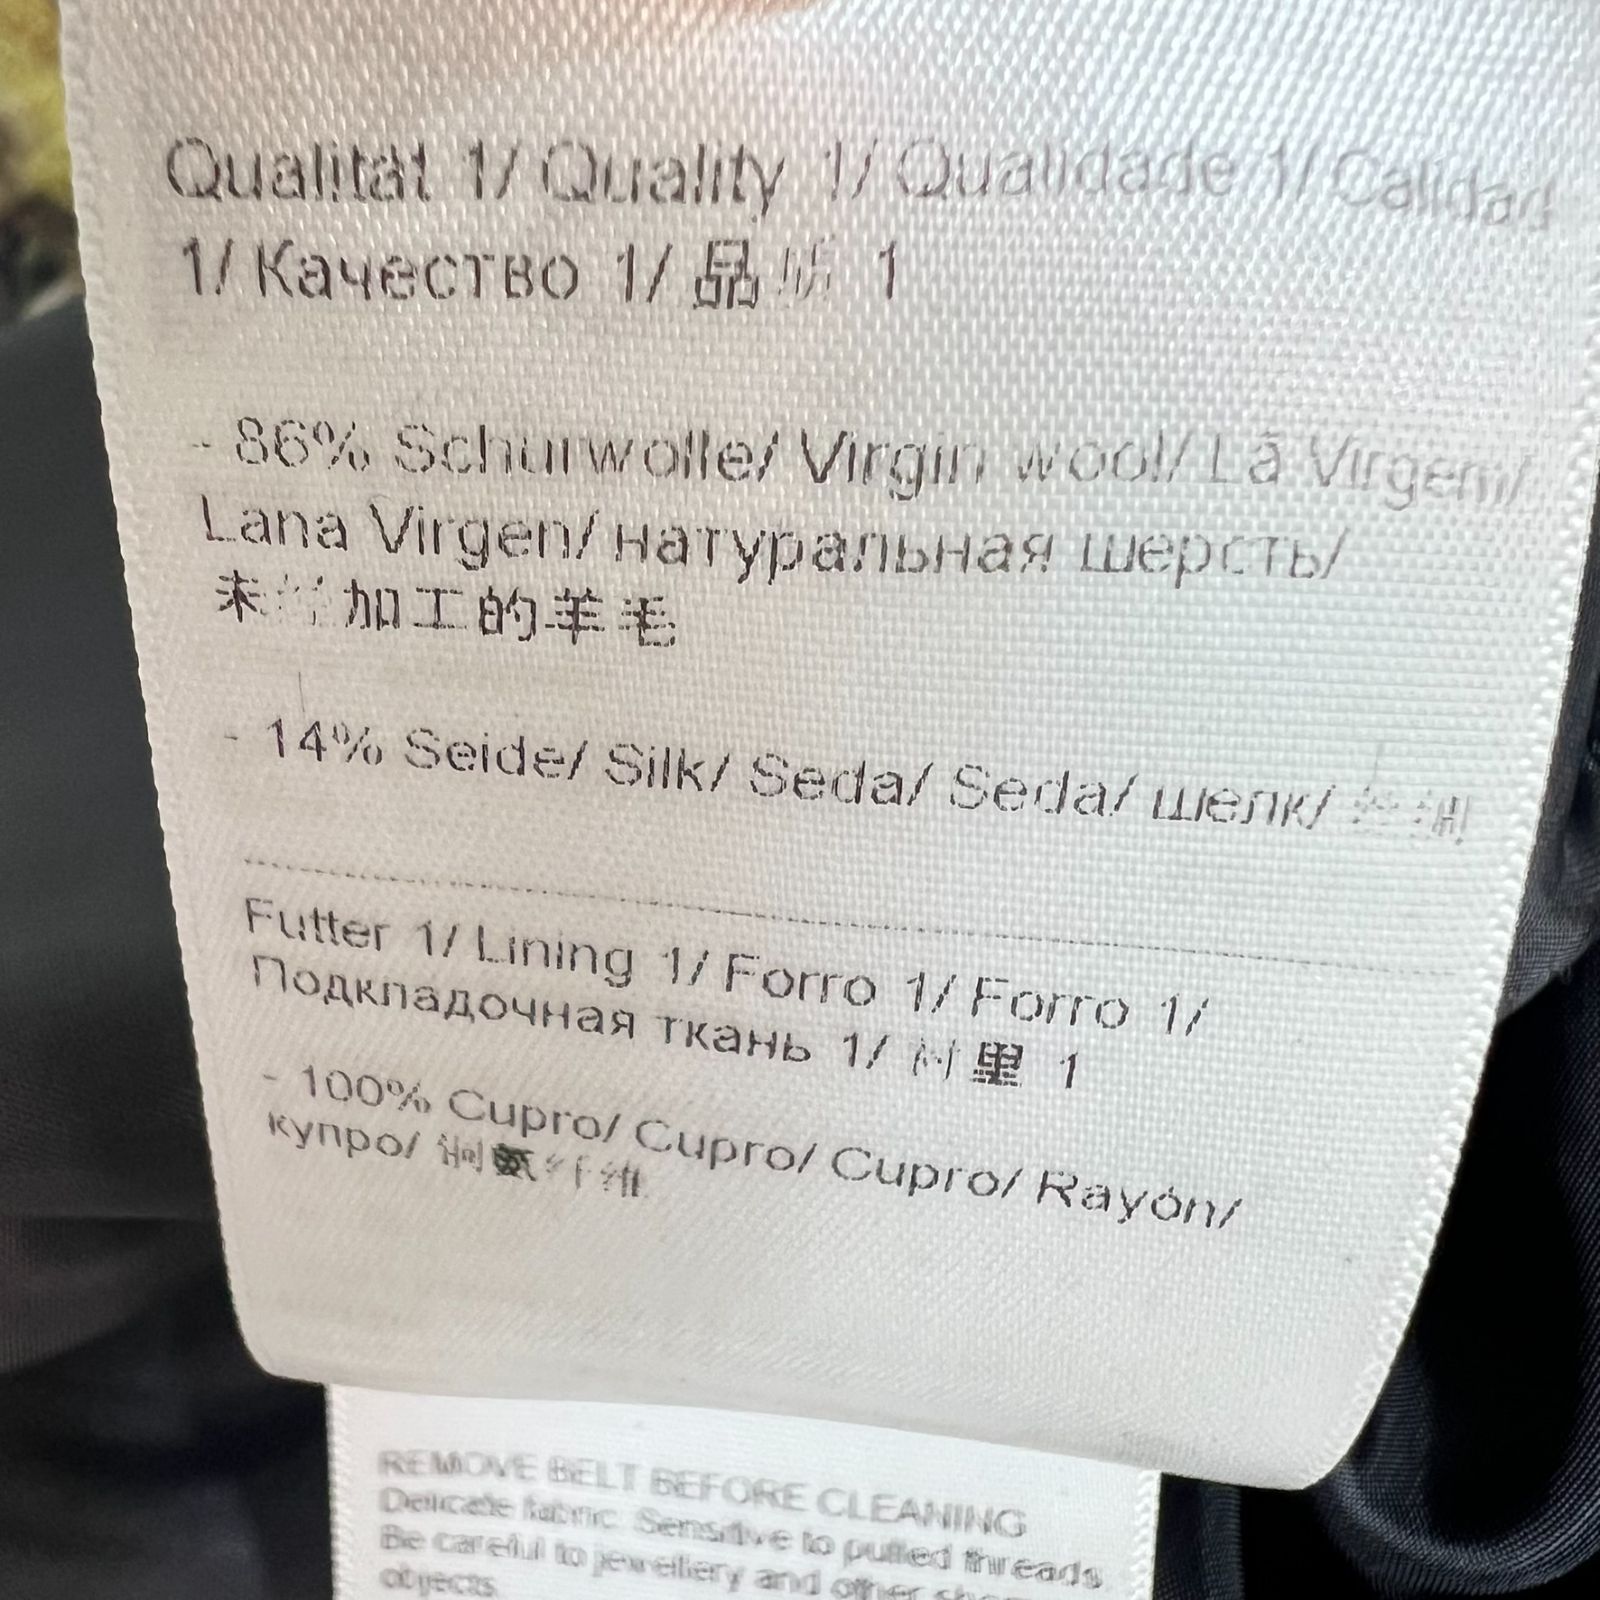 Qualität 1/ Quality 1/ Qualidade 1/ Calidad
1/ Качество 1/ 品质 1
- 86% Schurwolle/ Virgin wool/ Lã Virgem/
Lana Virgen/ натуральная шерсть/
未经加工的羊毛
- 14% Seide/ Silk/ Seda/ Seda/ шелк/ 丝绸
Futter 1/ Lining 1/ Forro 1/ Forro 1/
Подкладочная ткань 1/ 衬里 1
- 100% Cupro/ Cupro/ Cupro/ Rayón/
купро/ 铜氨纤维
REMOVE BELT BEFORE CLEANING
Delicate fabric. Sensitive to pulled threads
Be careful to jewellery and other
objects